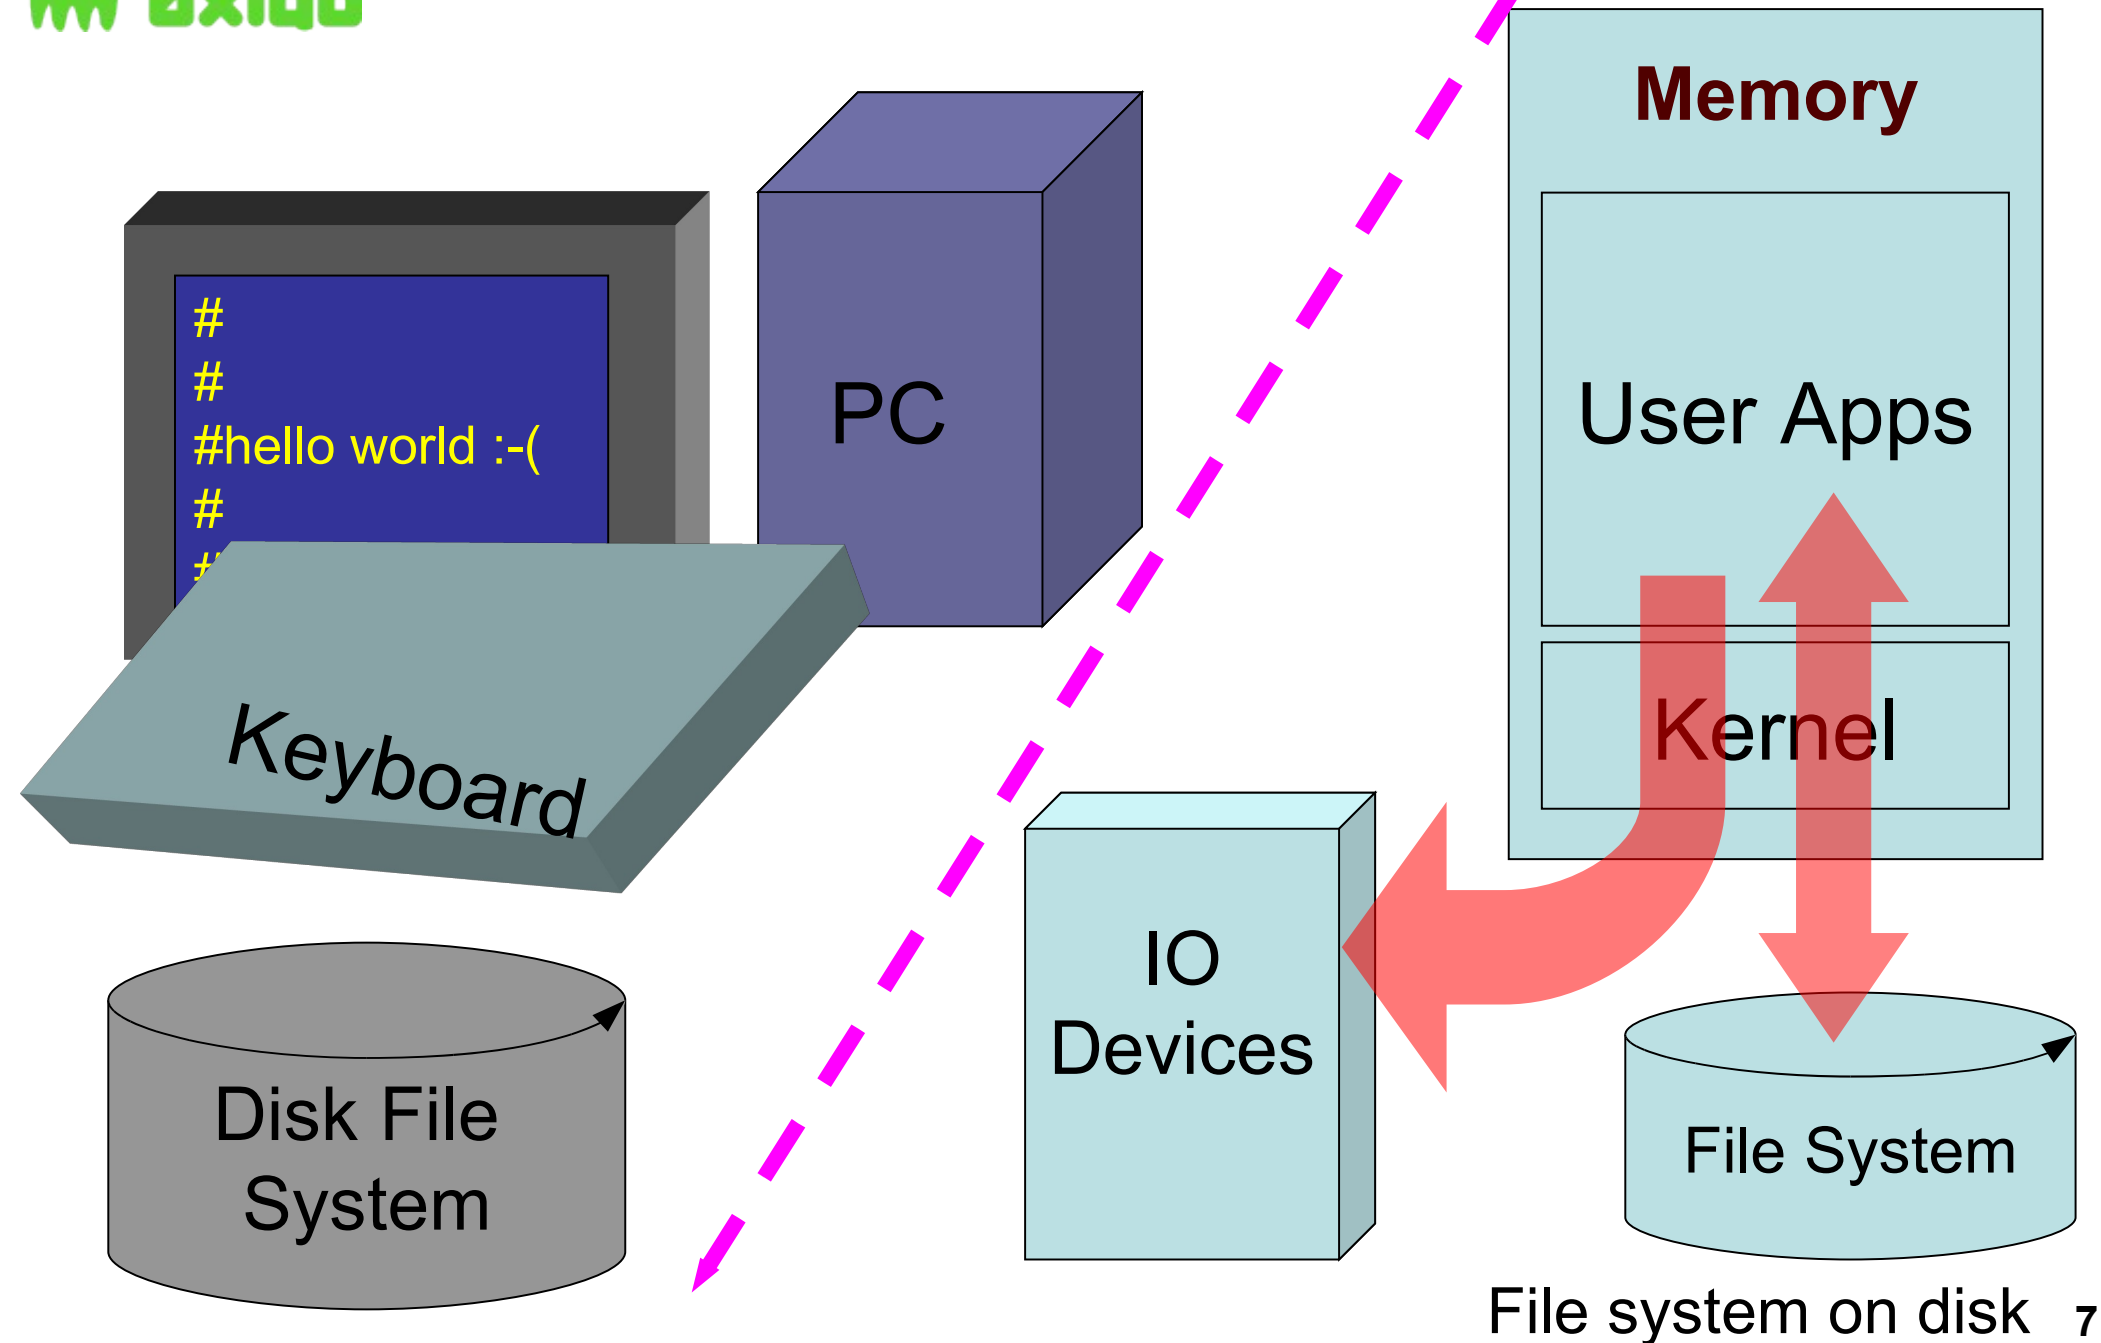 #
#
#hello world :-(
#
#
PC
Keyboard
Disk File
System
Memory
User Apps
Kernel
IO
Devices
File System
File system on disk
7